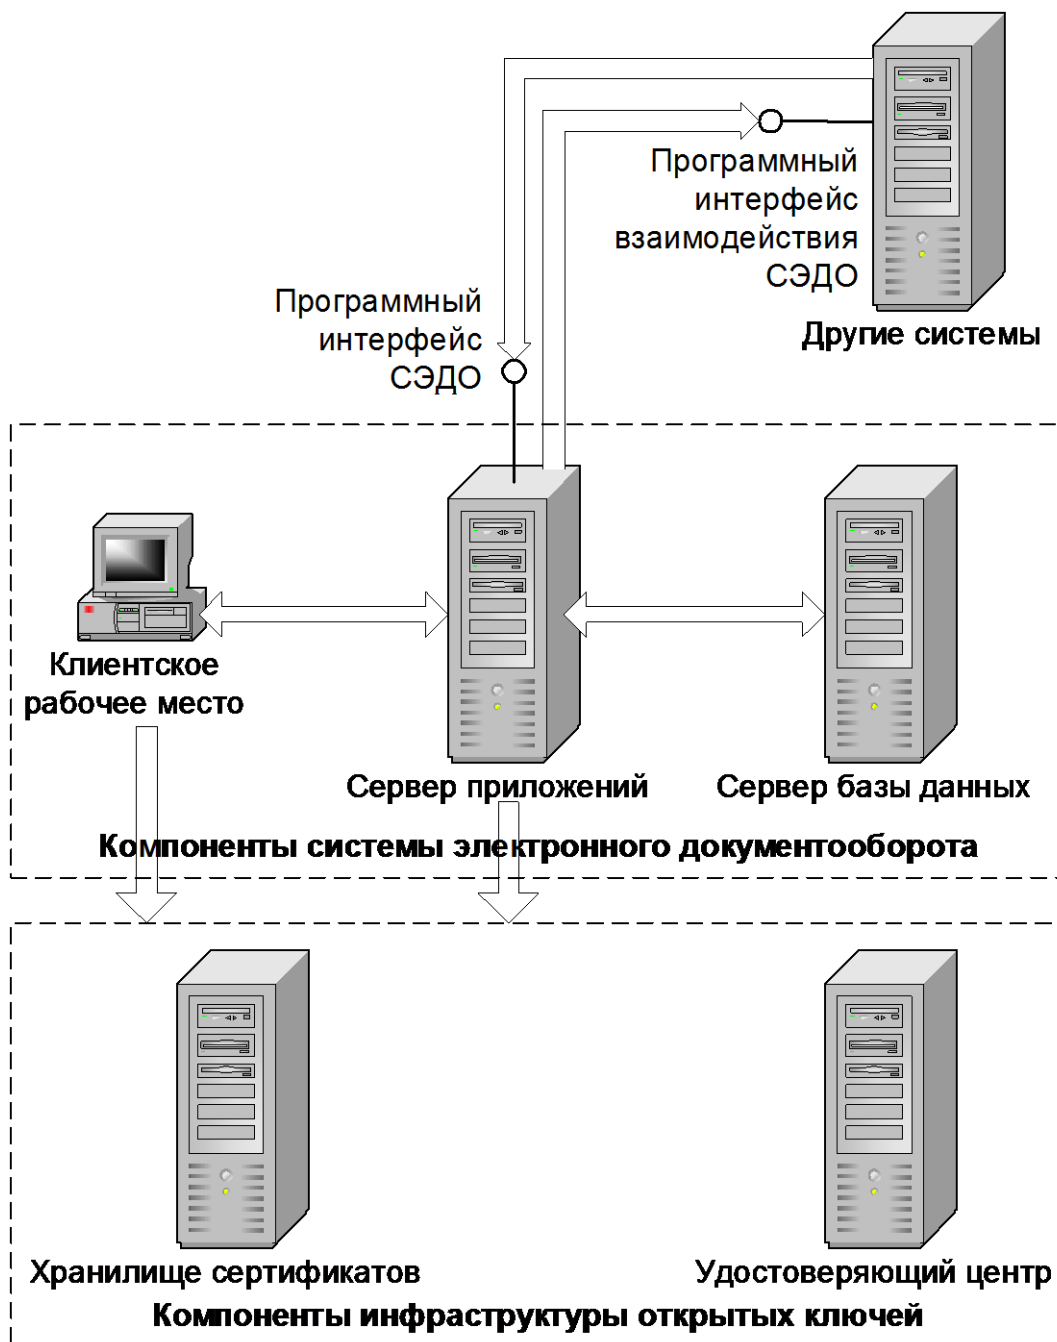 Программный
интерфейс
взаимодействия
СЭДО
Другие системы
Программный
интерфейс
СЭДО
Клиентское
рабочее место
Сервер приложений
Сервер базы данных
Компоненты системы электронного документооборота
Хранилище сертификатов
Удостоверяющий центр
Компоненты инфраструктуры открытых ключей